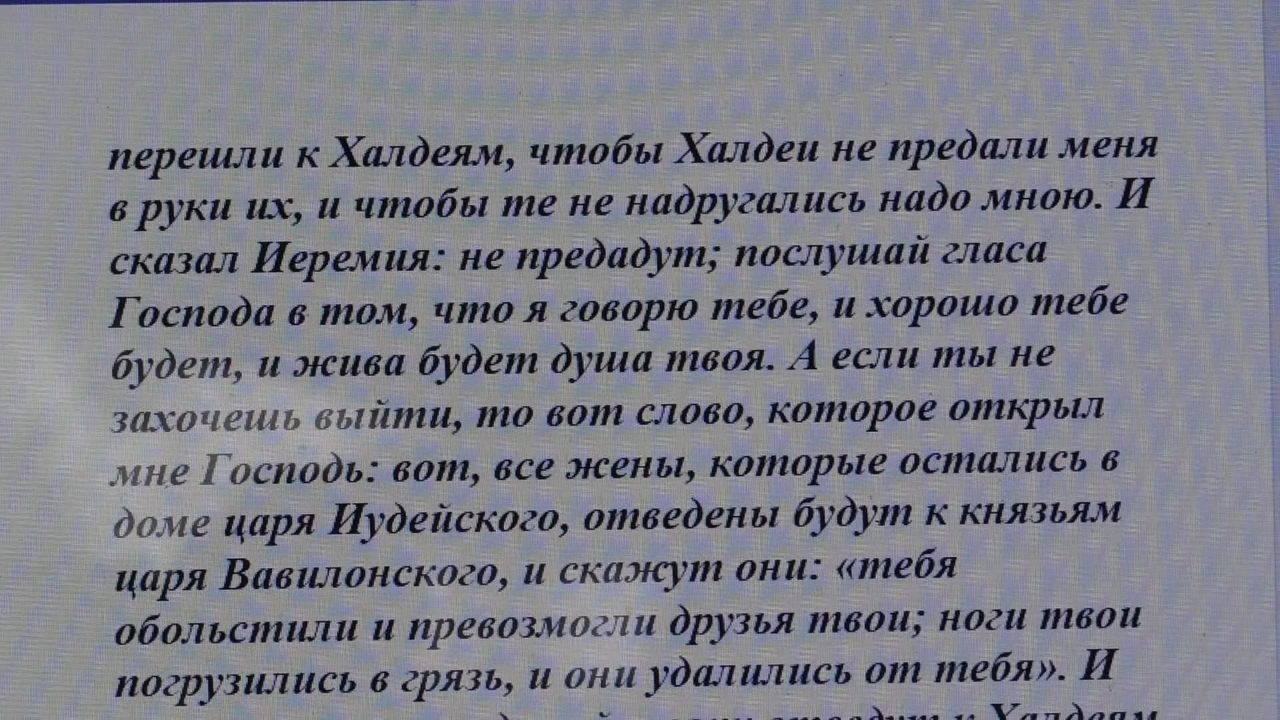 перешли к Халдеям, чтобы Халдеи не предали меня
в руки их, и чтобы те не надругались надо мною. И
сказал Иеремия: не предадут; послушай гласа
Господа в том, что я говорю тебе, и хорошо тебе
будет, и жива будет душа твоя. А если ты не
захочешь выйти, то вот слово, которое открыл
мне Господь: вот, все жены, которые остались в
доме царя Иудейского, отведены будут к князьям
царя Вавилонского, и скажут они: «тебя
обольстили и превозмогли друзья твои; ноги твои
погрузились в грязь, и они удалились от тебя». И
к Халдеям